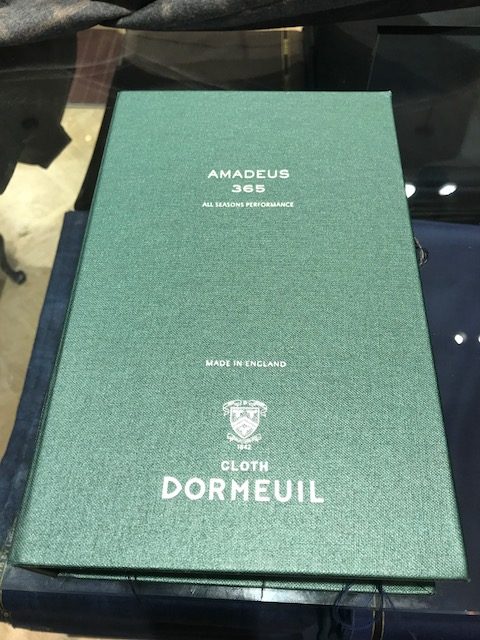 AMADEUS
365
ALL SEASONS PERFORMANCE
MADE IN ENGLAND
1842
CLOTH
DORMEUIL